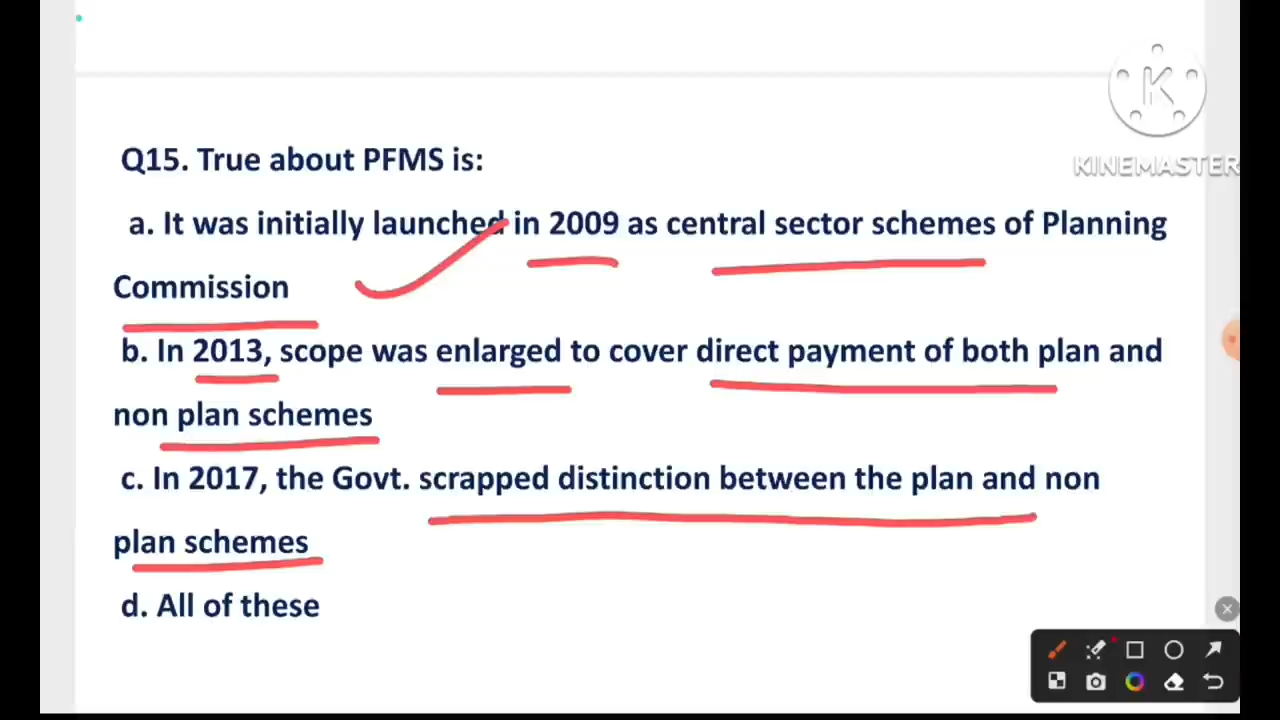 KINEMASTER
Q15. True about PFMS is:
a. It was initially launched in 2009 as central sector schemes of Planning
Commission
b. In 2013, scope was enlarged to cover direct payment of both plan and
non plan schemes
c. In 2017, the Govt. scrapped distinction between the plan and non
plan schemes
d. All of these